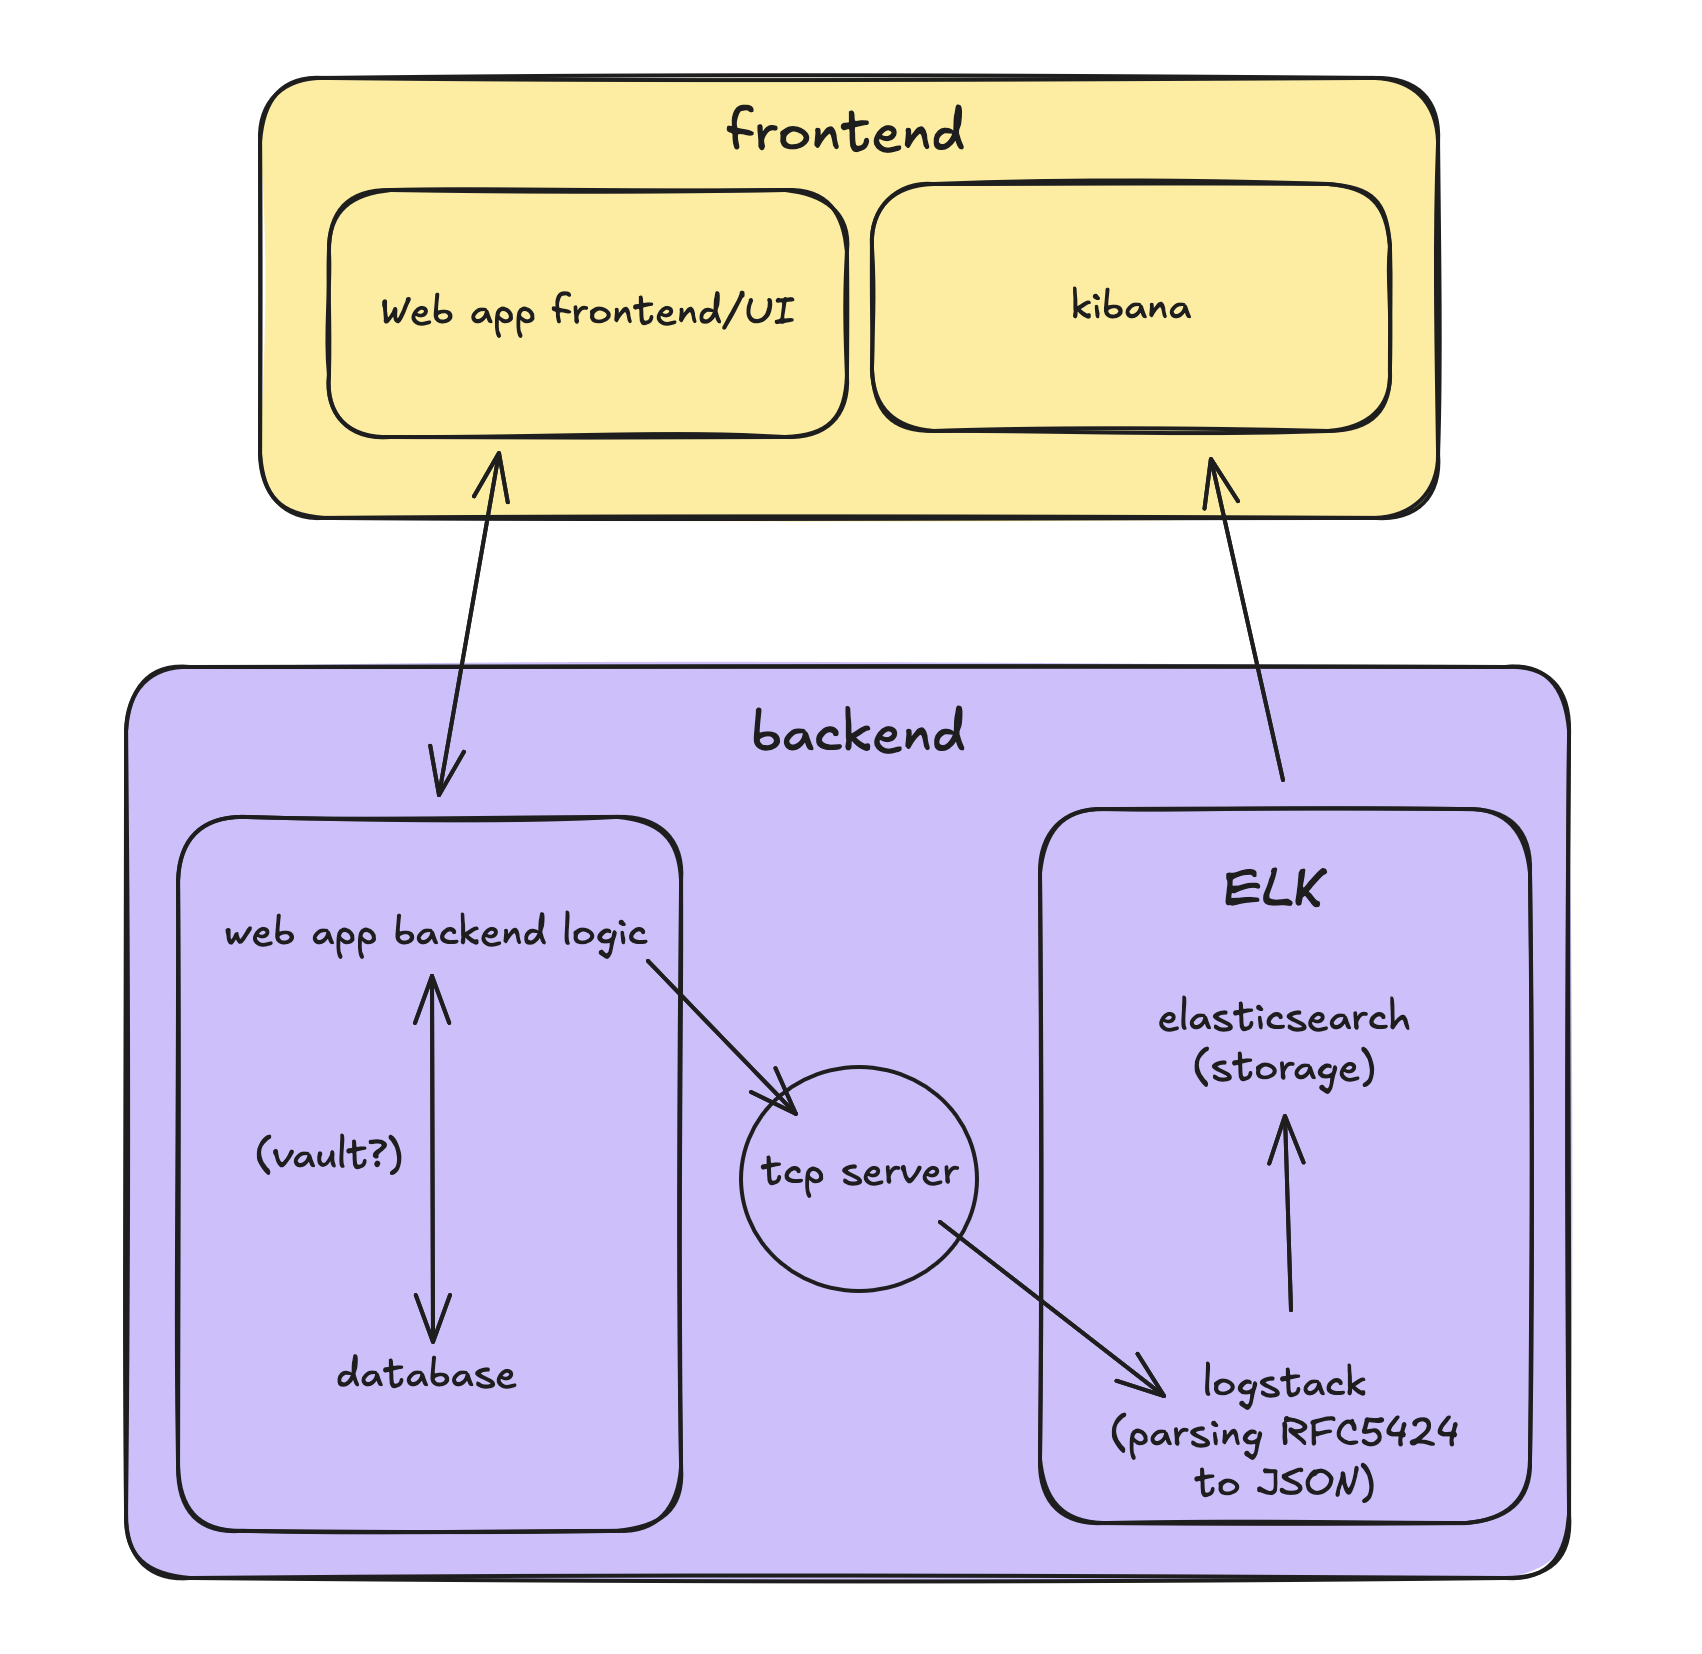 frontend
Web app frontend/UI
kibana
backend
web app backend logic
(vault?)
database
tcp server
ELK
elasticsearch
(storage)
logstack
(parsing RFC5424
to JSON)